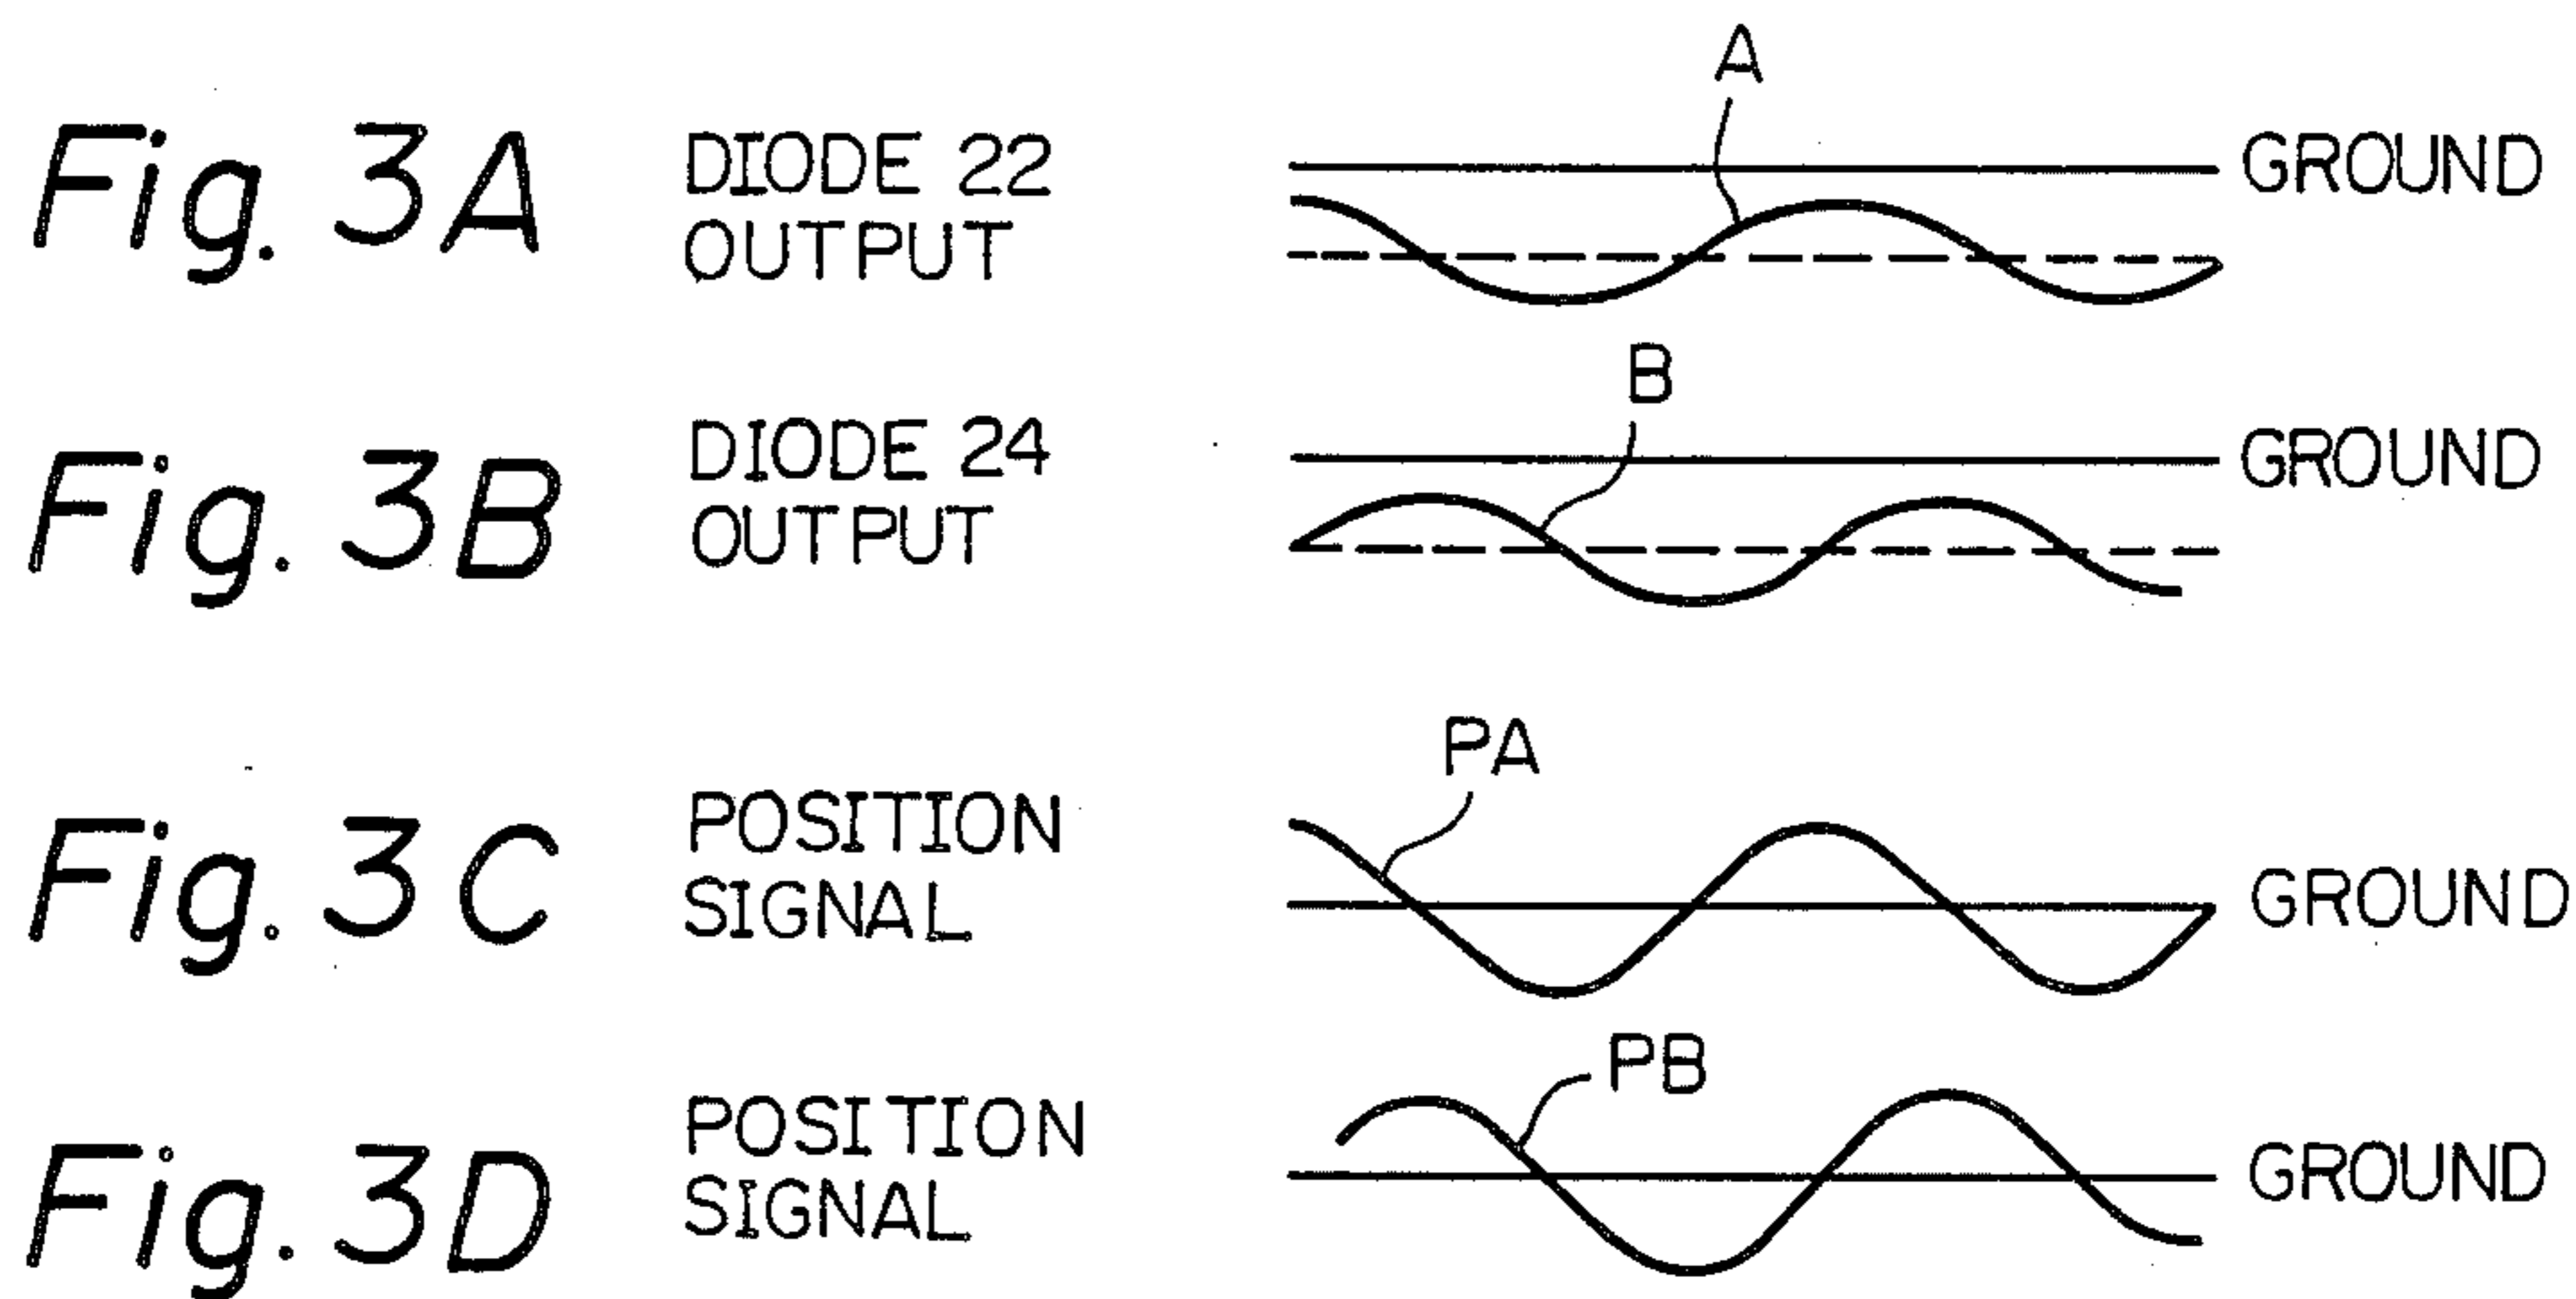 Fig. 3A
DIODE 22
OUTPUT
A
GROUND
Fig. 3B
DIODE 24
OUTPUT
B
GROUND
Fig. 3C
POSITION
SIGNAL
PA
GROUND
Fig. 3D
POSITION
SIGNAL
PB
GROUND